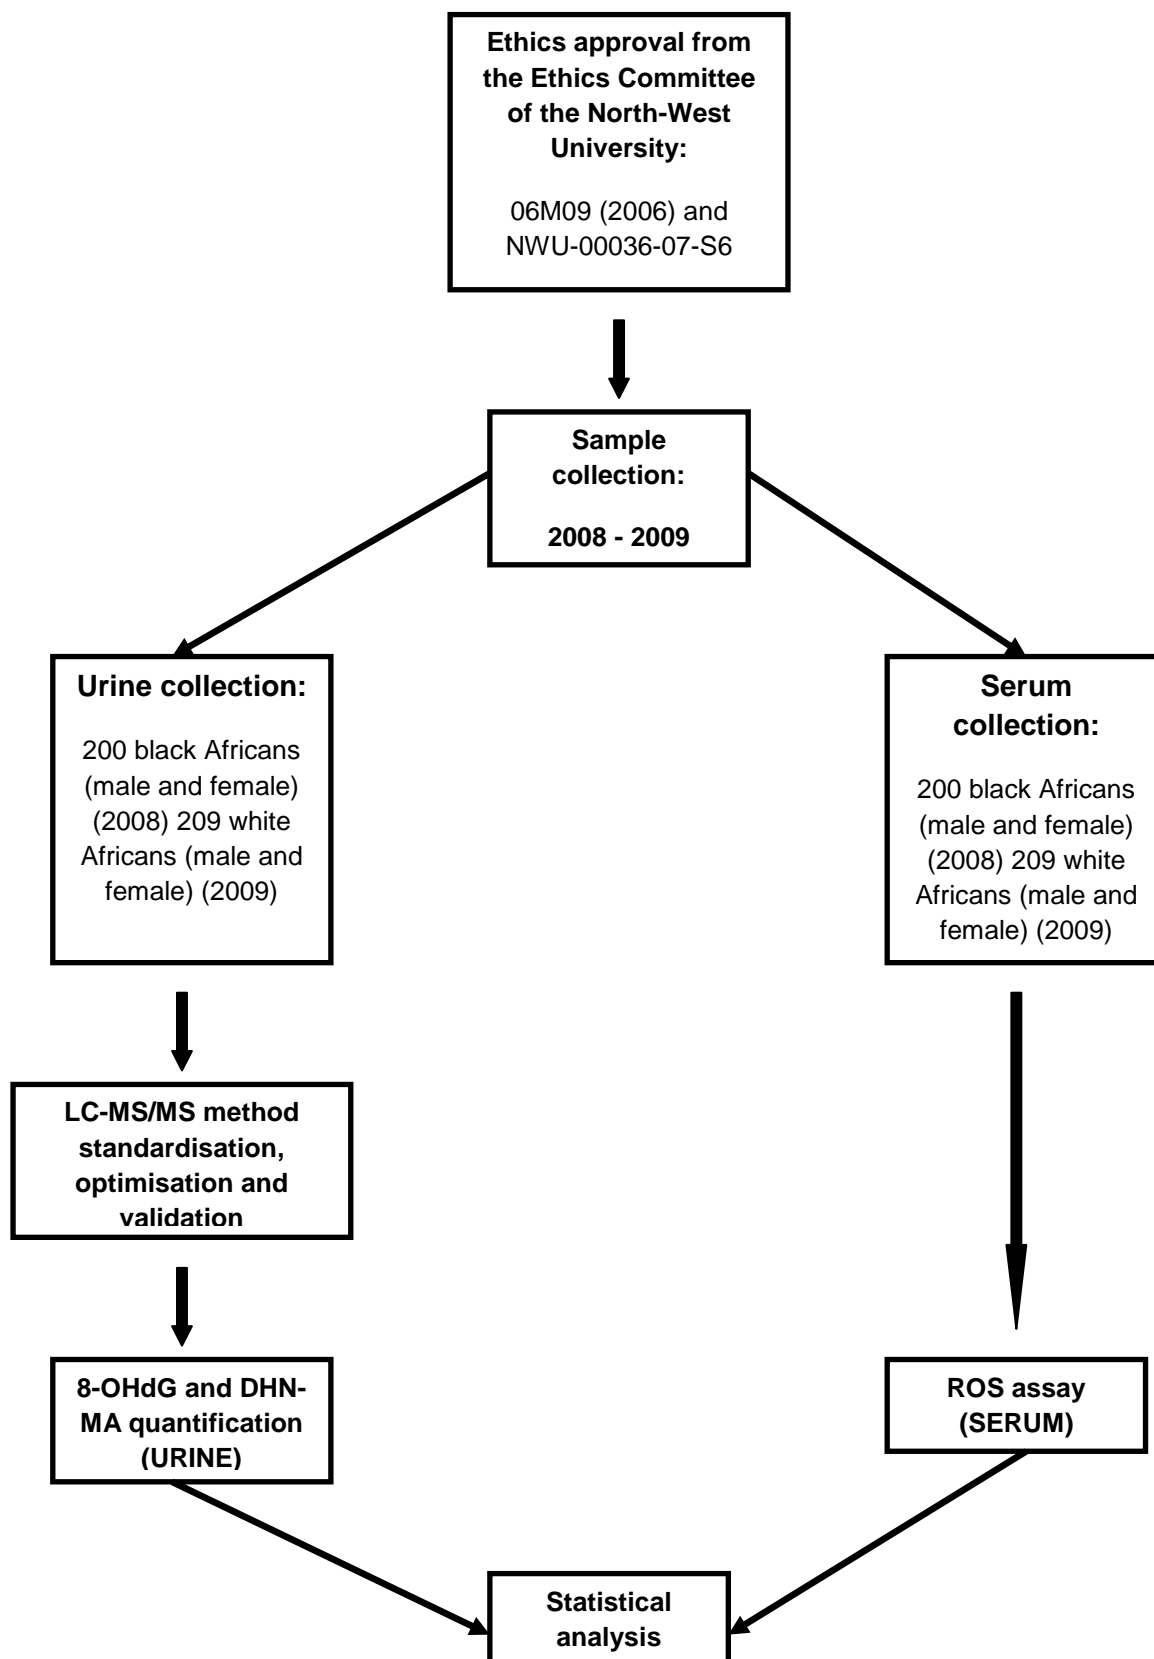 Ethics approval from
the Ethics Committee
of the North-West
University:
06M09 (2006) and
NWU-00036-07-S6
Sample
collection:
2008 - 2009
Urine collection:
200 black Africans
(male and female)
(2008) 209 white
Africans (male and
female) (2009)
Serum
collection:
200 black Africans
(male and female)
(2008) 209 white
Africans (male and
female) (2009)
LC-MS/MS method
standardisation,
optimisation and
validation
8-OHdG and DHN-
MA quantification
(URINE)
ROS assay
(SERUM)
Statistical
analysis